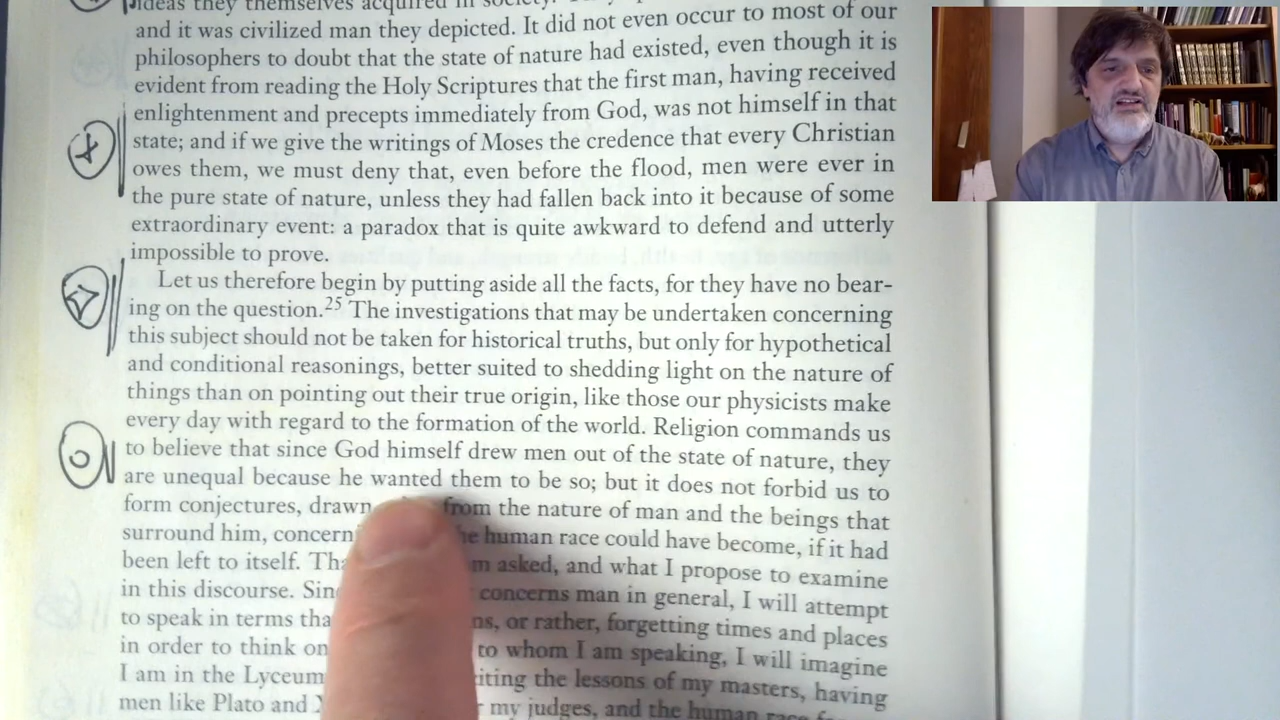 ideas they themselves acquired in society.
and it was civilized man they depicted. It did not even occur to most of our
philosophers to doubt that the state of nature had existed, even though it is
evident from reading the Holy Scriptures that the first man, having received
enlightenment and precepts immediately from God, was not himself in that
state; and if we give the writings of Moses the credence that every Christian
owes them, we must deny that, even before the flood, men were ever in
the pure state of nature, unless they had fallen back into it because of some
extraordinary event: a paradox that is quite awkward to defend and utterly
impossible to prove.
Let us therefore begin by putting aside all the facts, for they have no bear-
ing on the question.25 The investigations that may be undertaken concerning
this subject should not be taken for historical truths, but only for hypothetical
and conditional reasonings, better suited to shedding light on the nature of
things than on pointing out their true origin, like those our physicists make
every day with regard to the formation of the world. Religion commands us
to believe that since God himself drew men out of the state of nature, they
are unequal because he wanted them to be so; but it does not forbid us to
form conjectures, drawn from the nature of man and the beings that
surround him, human race could have become, if it had
been left to itself. asked, and what I propose to examine
in this discourse. concerns man in general, I will attempt
to speak in terms or rather, forgetting times and places
in order to think to whom I am speaking, I will imagine
I am in the Lyceum the lessons of my masters, having
men like Plato and my judges, and the human race